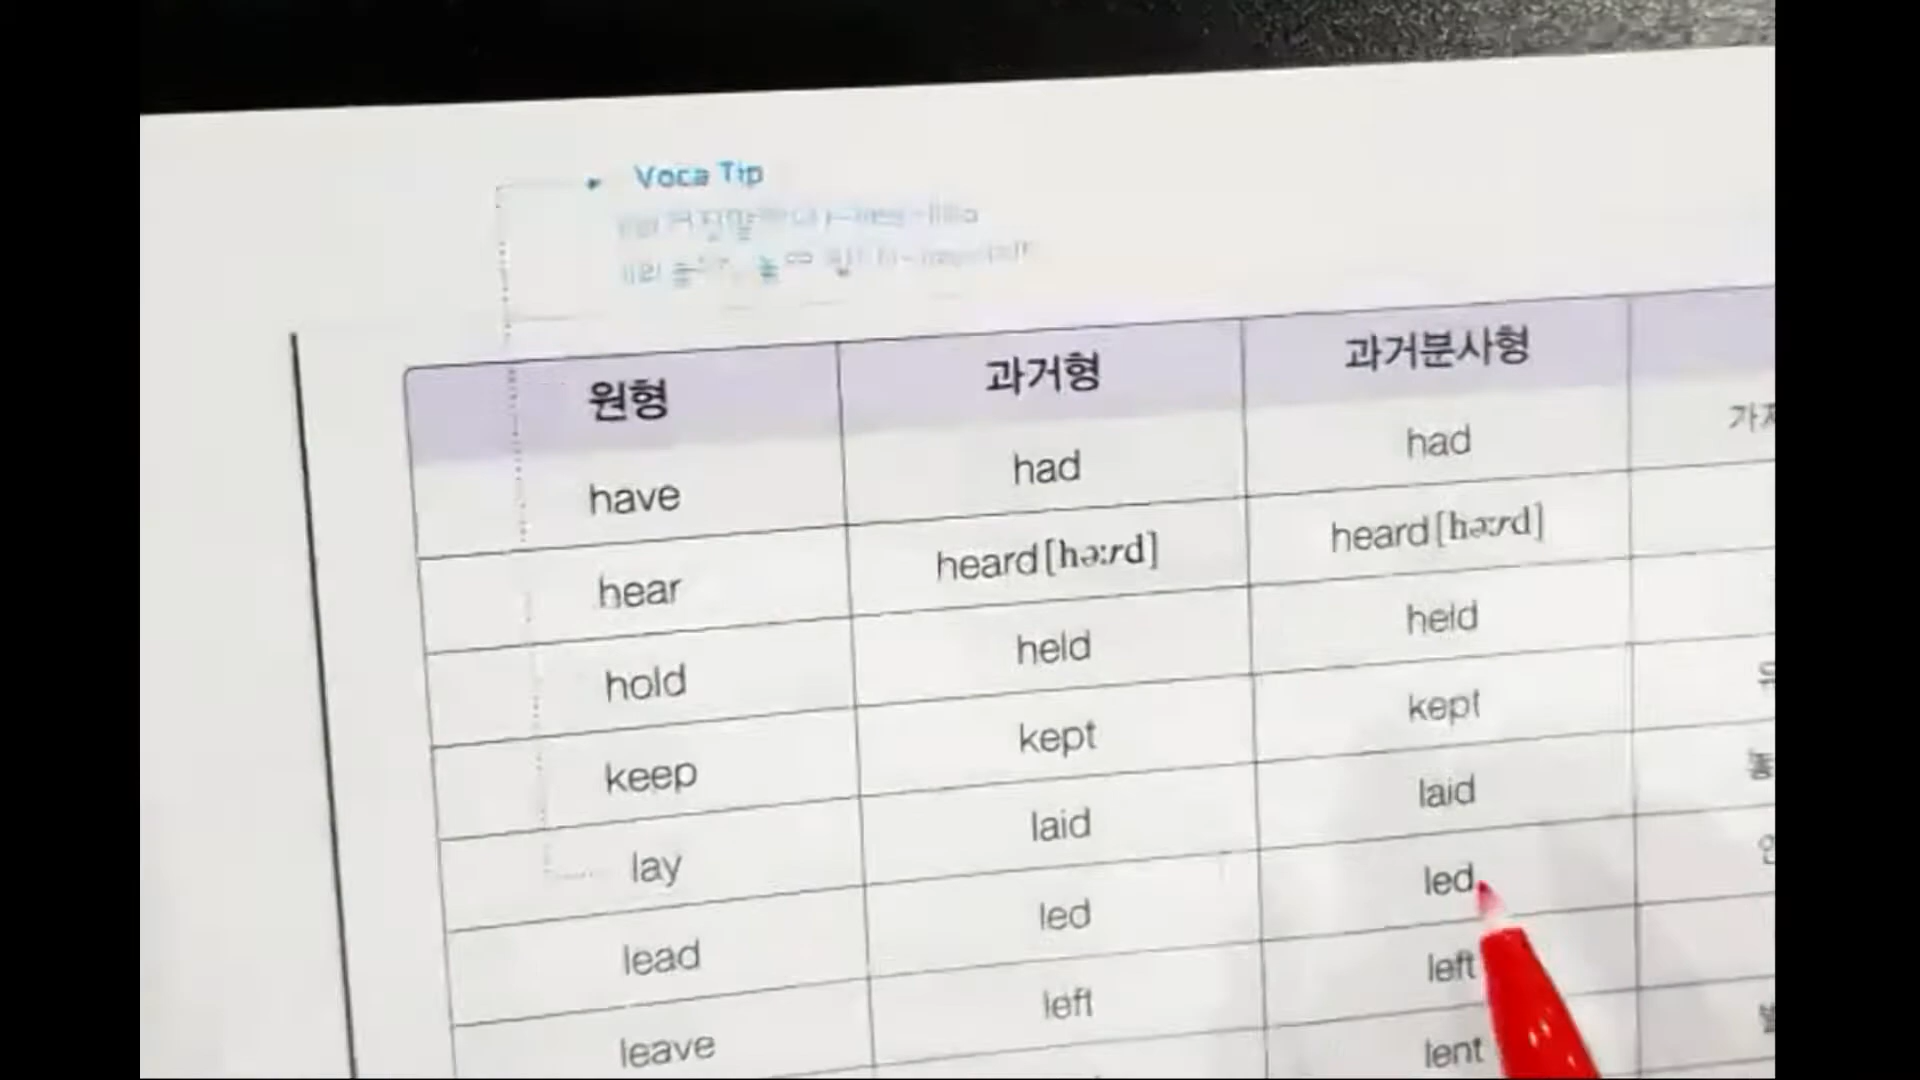 Voca Tip
원형 과거형 과거분사형
have had had
hear heard[həːrd] heard[həːrd]
hold held held
keep kept kept
lay laid laid
lead led led
leave left left
lent